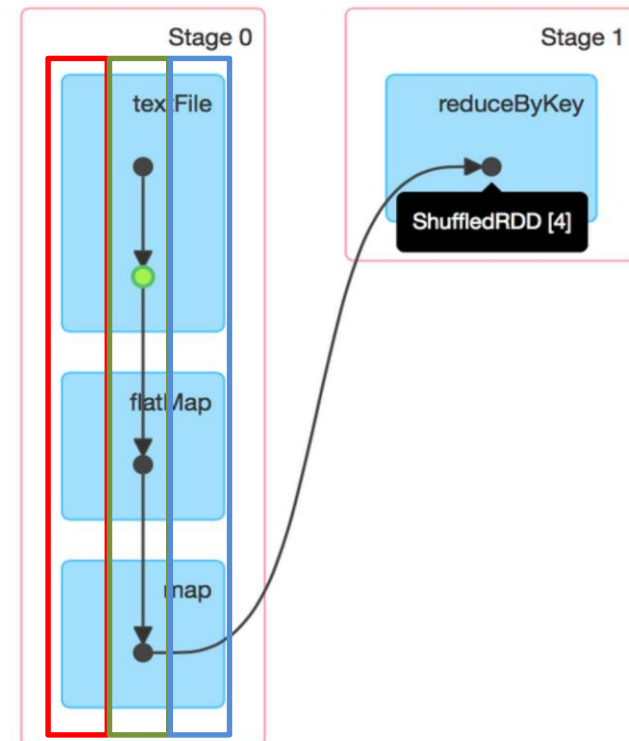 Stage 0
textFile
flatMap
map
Stage 1
reduceByKey
ShuffledRDD [4]